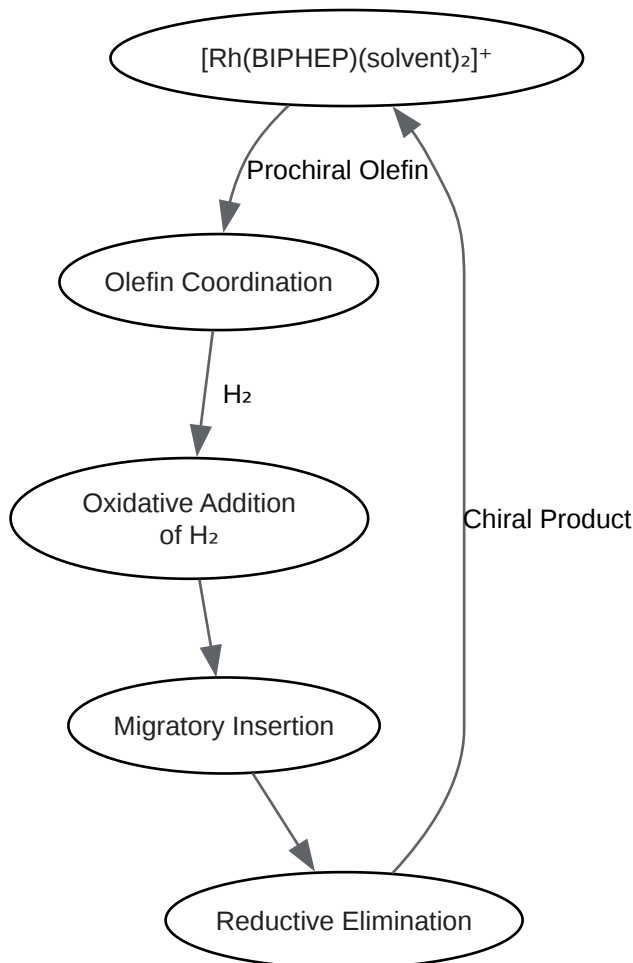 [Rh(BIPHEP)(solvent)₂]⁺
Prochiral Olefin
Olefin Coordination
H₂
Oxidative Addition
of H₂
Chiral Product
Migratory Insertion
Reductive Elimination